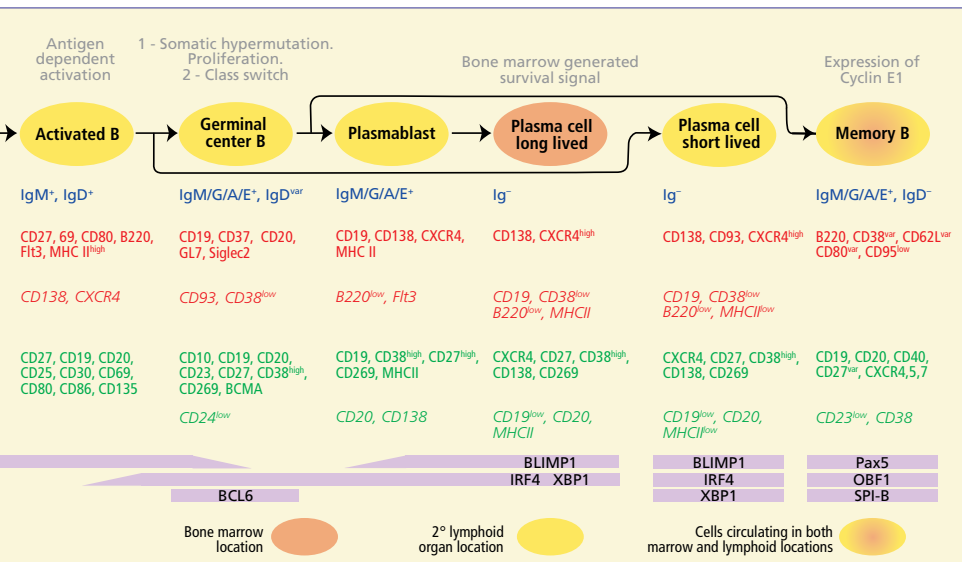 Antigen
dependent
activation
1 - Somatic hypermutation.
Proliferation.
2 - Class switch
Bone marrow generated
survival signal
Expression of
Cyclin E1
Activated B
Germinal
center B
Plasmablast
Plasma cell
long lived
Plasma cell
short lived
Memory B
IgM⁺, IgD⁺
IgM/G/A/E⁺, IgDᵛᵃʳ
IgM/G/A/E⁺
Ig⁻
Ig⁻
IgM/G/A/E⁺, IgD⁻
CD27, 69, CD80, B220,
Flt3, MHC IIʰⁱᵍʰ
CD19, CD37, CD20,
GL7, Siglec2
CD19, CD138, CXCR4,
MHC II
CD138, CXCR4ʰⁱᵍʰ
CD138, CD93, CXCR4ʰⁱᵍʰ
B220, CD38ᵛᵃʳ, CD62Lᵛᵃʳ
CD80ᵛᵃʳ, CD95ˡᵒʷ
CD138, CXCR4
CD93, CD38ˡᵒʷ
B220ˡᵒʷ, Flt3
CD19, CD38ˡᵒʷ
B220ˡᵒʷ, MHCII
CD19, CD38ˡᵒʷ
B220ˡᵒʷ, MHCIIˡᵒʷ
CD27, CD19, CD20,
CD25, CD30, CD69,
CD80, CD86, CD135
CD10, CD19, CD20,
CD23, CD27, CD38ʰⁱᵍʰ,
CD269, BCMA
CD19, CD38ʰⁱᵍʰ, CD27ʰⁱᵍʰ,
CD269, MHCII
CXCR4, CD27, CD38ʰⁱᵍʰ,
CD138, CD269
CXCR4, CD27, CD38ʰⁱᵍʰ,
CD138, CD269
CD19, CD20, CD40,
CD27ᵛᵃʳ, CXCR4,5,7
CD24ˡᵒʷ
CD20, CD138
CD19ˡᵒʷ, CD20,
MHCII
CD19ˡᵒʷ, CD20,
MHCIIˡᵒʷ
CD23ˡᵒʷ, CD38
BLIMP1
IRF4 XBP1
BCL6
BLIMP1
IRF4
XBP1
Pax5
OBF1
SPI-B
Bone marrow
location
2° lymphoid
organ location
Cells circulating in both
marrow and lymphoid locations